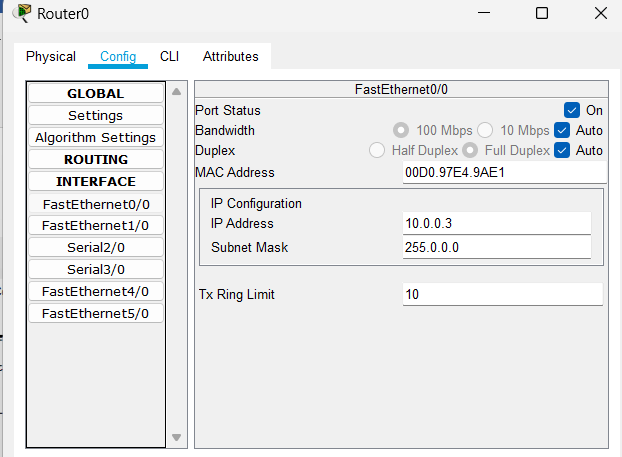 Router0
Physical Config CLI Attributes
GLOBAL
Settings
Algorithm Settings
ROUTING
INTERFACE
FastEthernet0/0
FastEthernet1/0
Serial2/0
Serial3/0
FastEthernet4/0
FastEthernet5/0
FastEthernet0/0
Port Status On
Bandwidth 100 Mbps 10 Mbps Auto
Duplex Half Duplex Full Duplex Auto
MAC Address 00D0.97E4.9AE1
IP Configuration
IP Address 10.0.0.3
Subnet Mask 255.0.0.0
Tx Ring Limit 10